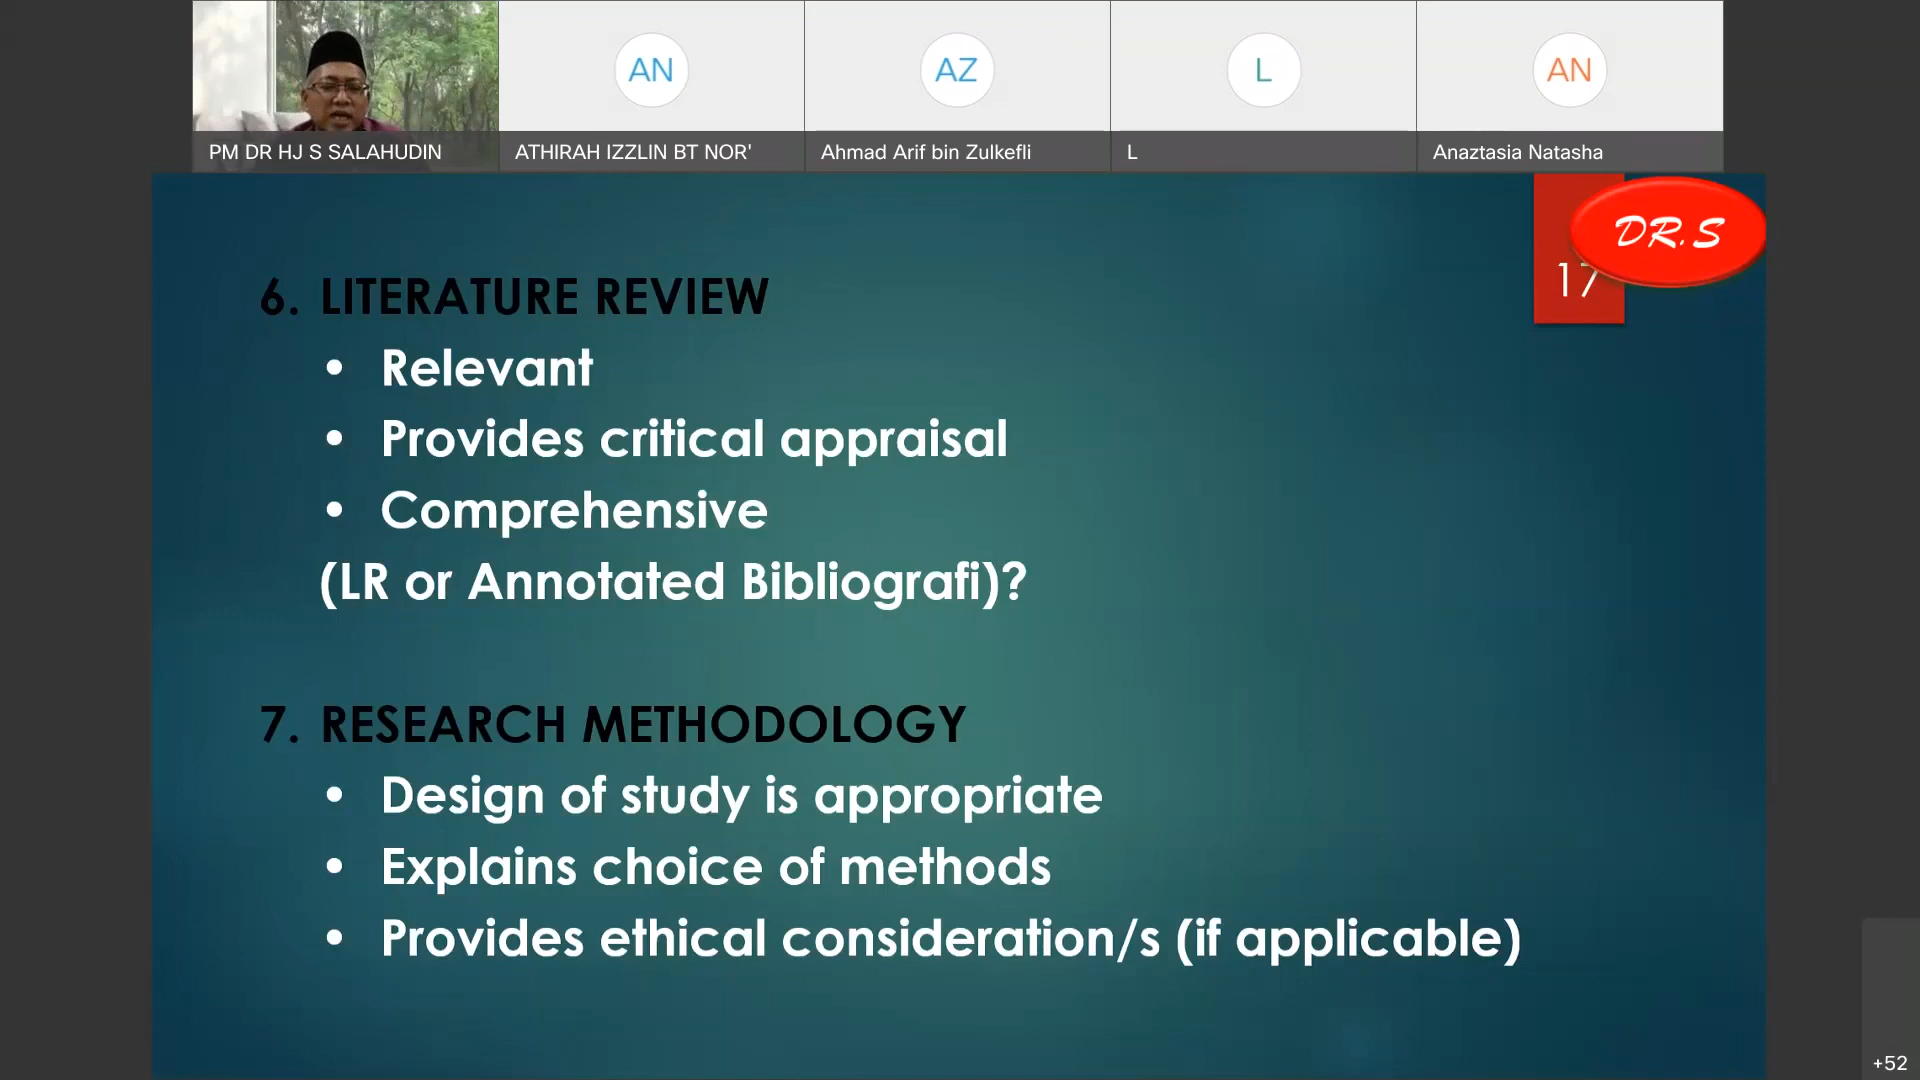 AN
AZ
L
AN
PM DR HJ S SALAHUDIN
ATHIRAH IZZLIN BT NOR'
Ahmad Arif bin Zulkefli
L
Anaztasia Natasha
DR.S
17
6. LITERATURE REVIEW
• Relevant
• Provides critical appraisal
• Comprehensive
(LR or Annotated Bibliografi)?
7. RESEARCH METHODOLOGY
• Design of study is appropriate
• Explains choice of methods
• Provides ethical consideration/s (if applicable)
+52